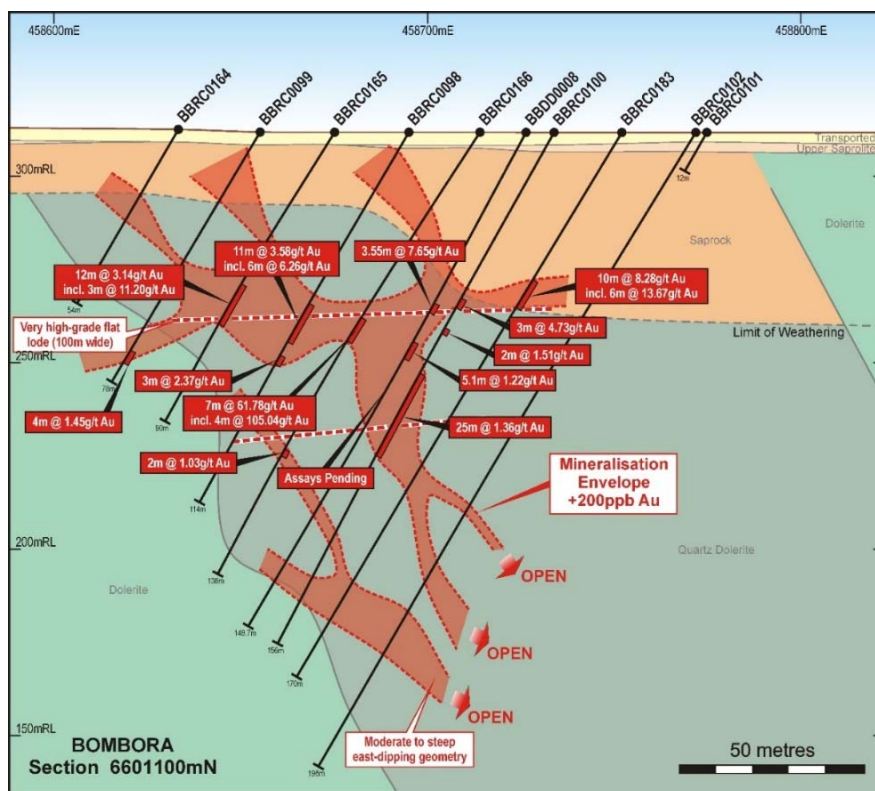 458600mE
458700mE
458800mE
BBRC0164
BBRC0099
BBRC0165
BBRC0098
BBRC0166
BBDD0008
BBRC0100
BBRC0183
BBRC0102
BBRC0101
Transported
Upper Saprolite
12m
300mRL
Dolerite
Saprock
11m @ 3.58g/t Au
incl. 6m @ 6.26g/t Au
3.55m @ 7.65g/t Au
12m @ 3.14g/t Au
incl. 3m @ 11.20g/t Au
10m @ 8.28g/t Au
incl. 6m @ 13.67g/t Au
54m
Very high-grade flat
lode (100m wide)
3m @ 4.73g/t Au
Limit of Weathering
2m @ 1.51g/t Au
250mRL
78m
3m @ 2.37g/t Au
5.1m @ 1.22g/t Au
7m @ 61.78g/t Au
incl. 4m @ 105.04g/t Au
4m @ 1.45g/t Au
99m
25m @ 1.36g/t Au
2m @ 1.03g/t Au
Assays Pending
Mineralisation
Envelope
+200ppb Au
114m
200mRL
Quartz Dolerite
138m
OPEN
Dolerite
149.7m
156m
OPEN
170m
OPEN
150mRL
Moderate to steep
east-dipping geometry
BOMBORA
Section 6601100mN
198m
50 metres